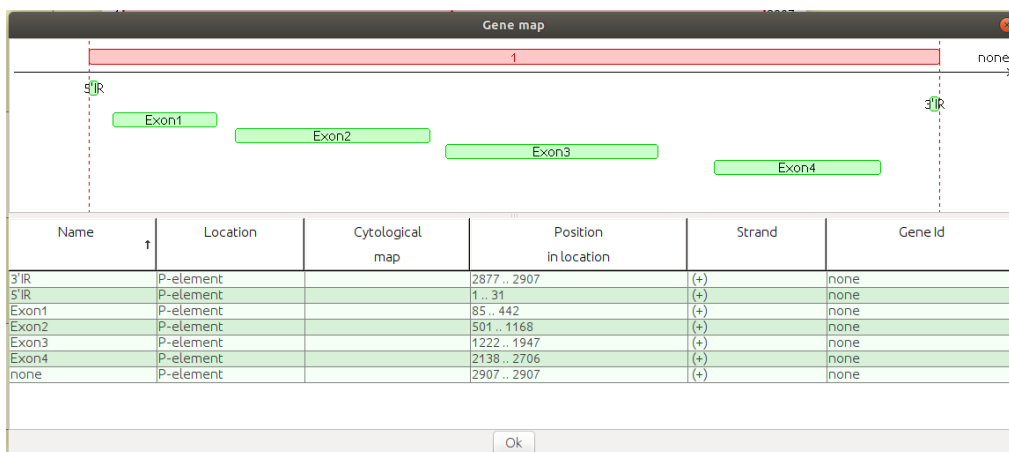 Gene map
1
none
5'IR
3'IR
Exon1
Exon2
Exon3
Exon4
Name ↑ Location Cytological map Position in location Strand Gene Id
3'IR P-element 2877 .. 2907 (+) none
5'IR P-element 1 .. 31 (+) none
Exon1 P-element 85 .. 442 (+) none
Exon2 P-element 501 .. 1168 (+) none
Exon3 P-element 1222 .. 1947 (+) none
Exon4 P-element 2138 .. 2706 (+) none
none P-element 2907 .. 2907 (+) none
Ok